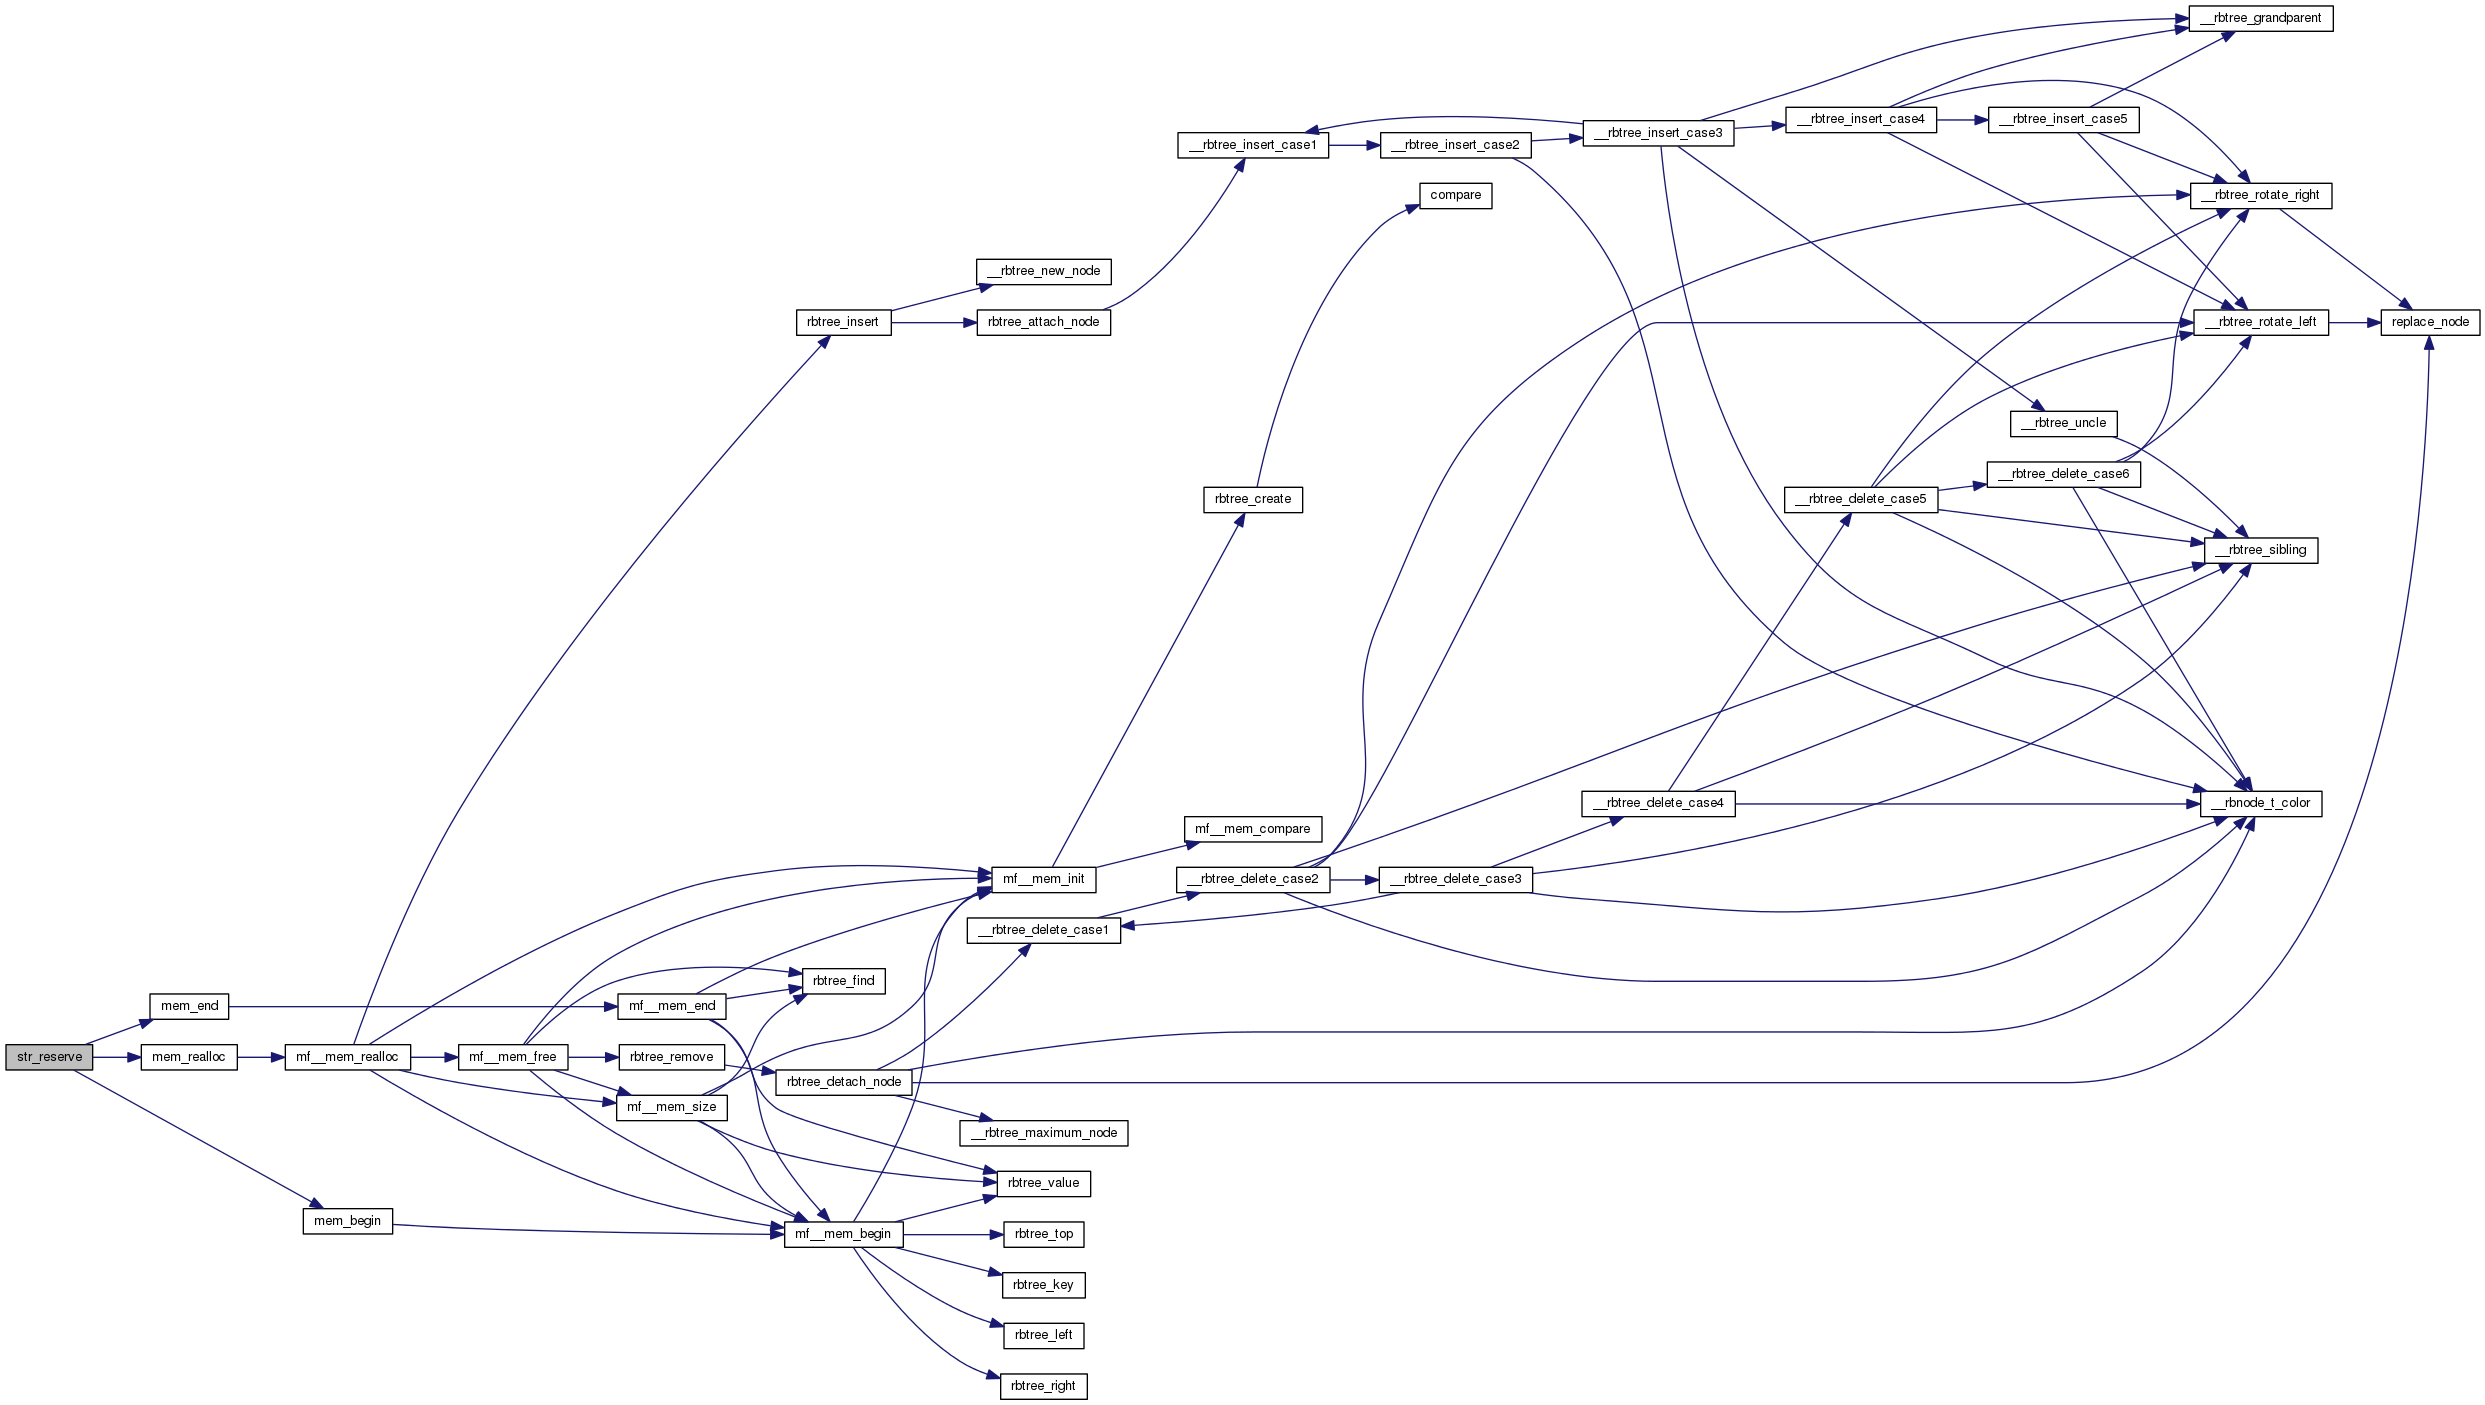 __rbtree_grandparent
__rbtree_insert_case4
__rbtree_insert_case5
__rbtree_insert_case3
__rbtree_insert_case1
__rbtree_insert_case2
compare
__rbtree_rotate_right
__rbtree_new_node
rbtree_insert
rbtree_attach_node
__rbtree_rotate_left
replace_node
__rbtree_uncle
__rbtree_delete_case6
rbtree_create
__rbtree_delete_case5
__rbtree_sibling
__rbtree_delete_case4
__rbnode_t_color
mf__mem_compare
mf__mem_init
__rbtree_delete_case2
__rbtree_delete_case3
__rbtree_delete_case1
rbtree_find
mem_end
mf__mem_end
str_reserve
mem_realloc
mf__mem_realloc
mf__mem_free
rbtree_remove
rbtree_detach_node
mf__mem_size
__rbtree_maximum_node
rbtree_value
mem_begin
mf__mem_begin
rbtree_top
rbtree_key
rbtree_left
rbtree_right